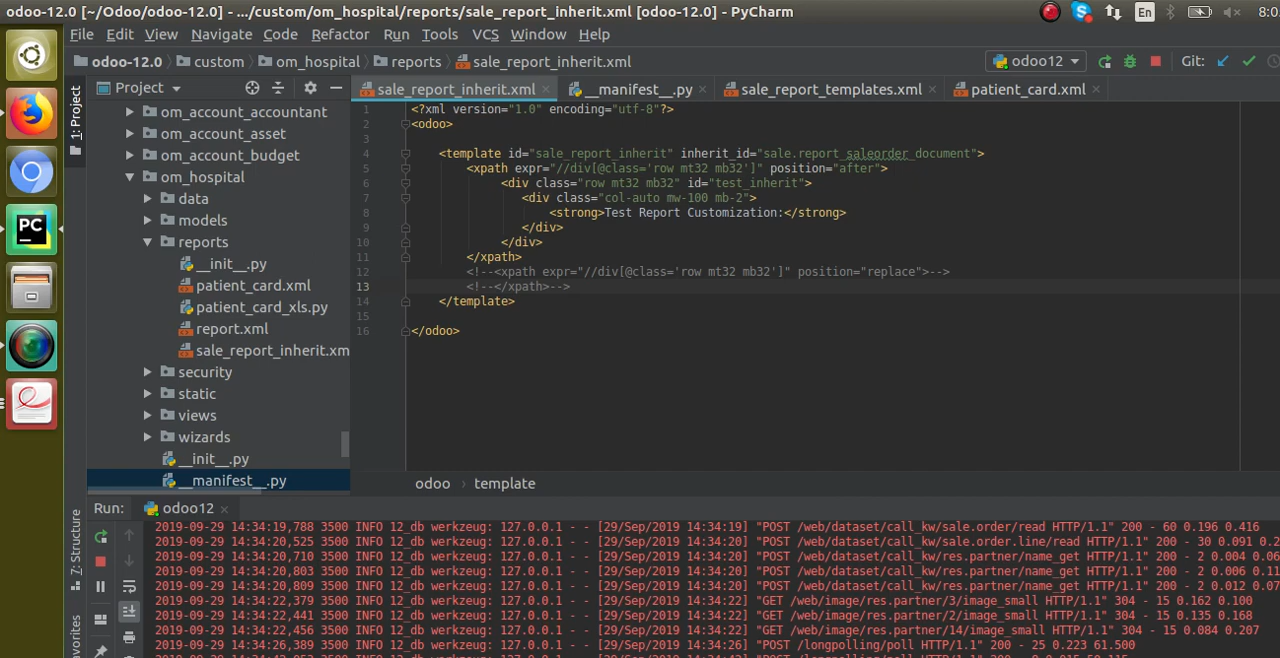 odoo-12.0 [~/Odoo/odoo-12.0] - .../custom/om_hospital/reports/sale_report_inherit.xml [odoo-12.0] - PyCharm
En
8:0
File Edit View Navigate Code Refactor Run Tools VCS Window Help
odoo-12.0 custom om_hospital reports sale_report_inherit.xml
odoo12
Git:
Project
sale_report_inherit.xml
__manifest__.py
sale_report_templates.xml
patient_card.xml
1: Project
om_account_accountant
om_account_asset
om_account_budget
om_hospital
data
models
reports
__init__.py
patient_card.xml
patient_card_xls.py
report.xml
sale_report_inherit.xm
security
static
views
wizards
__init__.py
__manifest__.py
PC
1 <?xml version="1.0" encoding="utf-8"?>
2 <odoo>
3
4 <template id="sale_report_inherit" inherit_id="sale.report_saleorder_document">
5 <xpath expr="//div[@class='row mt32 mb32']" position="after">
6 <div class="row mt32 mb32" id="test_inherit">
7 <div class="col-auto mw-100 mb-2">
8 <strong>Test Report Customization:</strong>
9 </div>
10 </div>
11 </xpath>
12 <!--<xpath expr="//div[@class='row mt32 mb32']" position="replace">-->
13 <!--</xpath>-->
14 </template>
15
16 </odoo>
odoo › template
Run: odoo12
7: Structure
2019-09-29 14:34:19,788 3500 INFO 12_db werkzeug: 127.0.0.1 - - [29/Sep/2019 14:34:19] "POST /web/dataset/call_kw/sale.order/read HTTP/1.1" 200 - 60 0.196 0.416
2019-09-29 14:34:20,525 3500 INFO 12_db werkzeug: 127.0.0.1 - - [29/Sep/2019 14:34:20] "POST /web/dataset/call_kw/sale.order.line/read HTTP/1.1" 200 - 30 0.091 0.2
2019-09-29 14:34:20,710 3500 INFO 12_db werkzeug: 127.0.0.1 - - [29/Sep/2019 14:34:20] "POST /web/dataset/call_kw/res.partner/name_get HTTP/1.1" 200 - 2 0.004 0.06
2019-09-29 14:34:20,803 3500 INFO 12_db werkzeug: 127.0.0.1 - - [29/Sep/2019 14:34:20] "POST /web/dataset/call_kw/res.partner/name_get HTTP/1.1" 200 - 2 0.006 0.11
2019-09-29 14:34:20,809 3500 INFO 12_db werkzeug: 127.0.0.1 - - [29/Sep/2019 14:34:20] "POST /web/dataset/call_kw/res.partner/name_get HTTP/1.1" 200 - 2 0.012 0.07
2019-09-29 14:34:22,379 3500 INFO 12_db werkzeug: 127.0.0.1 - - [29/Sep/2019 14:34:22] "GET /web/image/res.partner/3/image_small HTTP/1.1" 304 - 15 0.162 0.100
2019-09-29 14:34:22,441 3500 INFO 12_db werkzeug: 127.0.0.1 - - [29/Sep/2019 14:34:22] "GET /web/image/res.partner/2/image_small HTTP/1.1" 304 - 15 0.135 0.168
2019-09-29 14:34:22,456 3500 INFO 12_db werkzeug: 127.0.0.1 - - [29/Sep/2019 14:34:22] "GET /web/image/res.partner/14/image_small HTTP/1.1" 304 - 15 0.084 0.207
2019-09-29 14:34:26,389 3500 INFO 12_db werkzeug: 127.0.0.1 - - [29/Sep/2019 14:34:26] "POST /longpolling/poll HTTP/1.1" 200 - 25 0.223 61.500